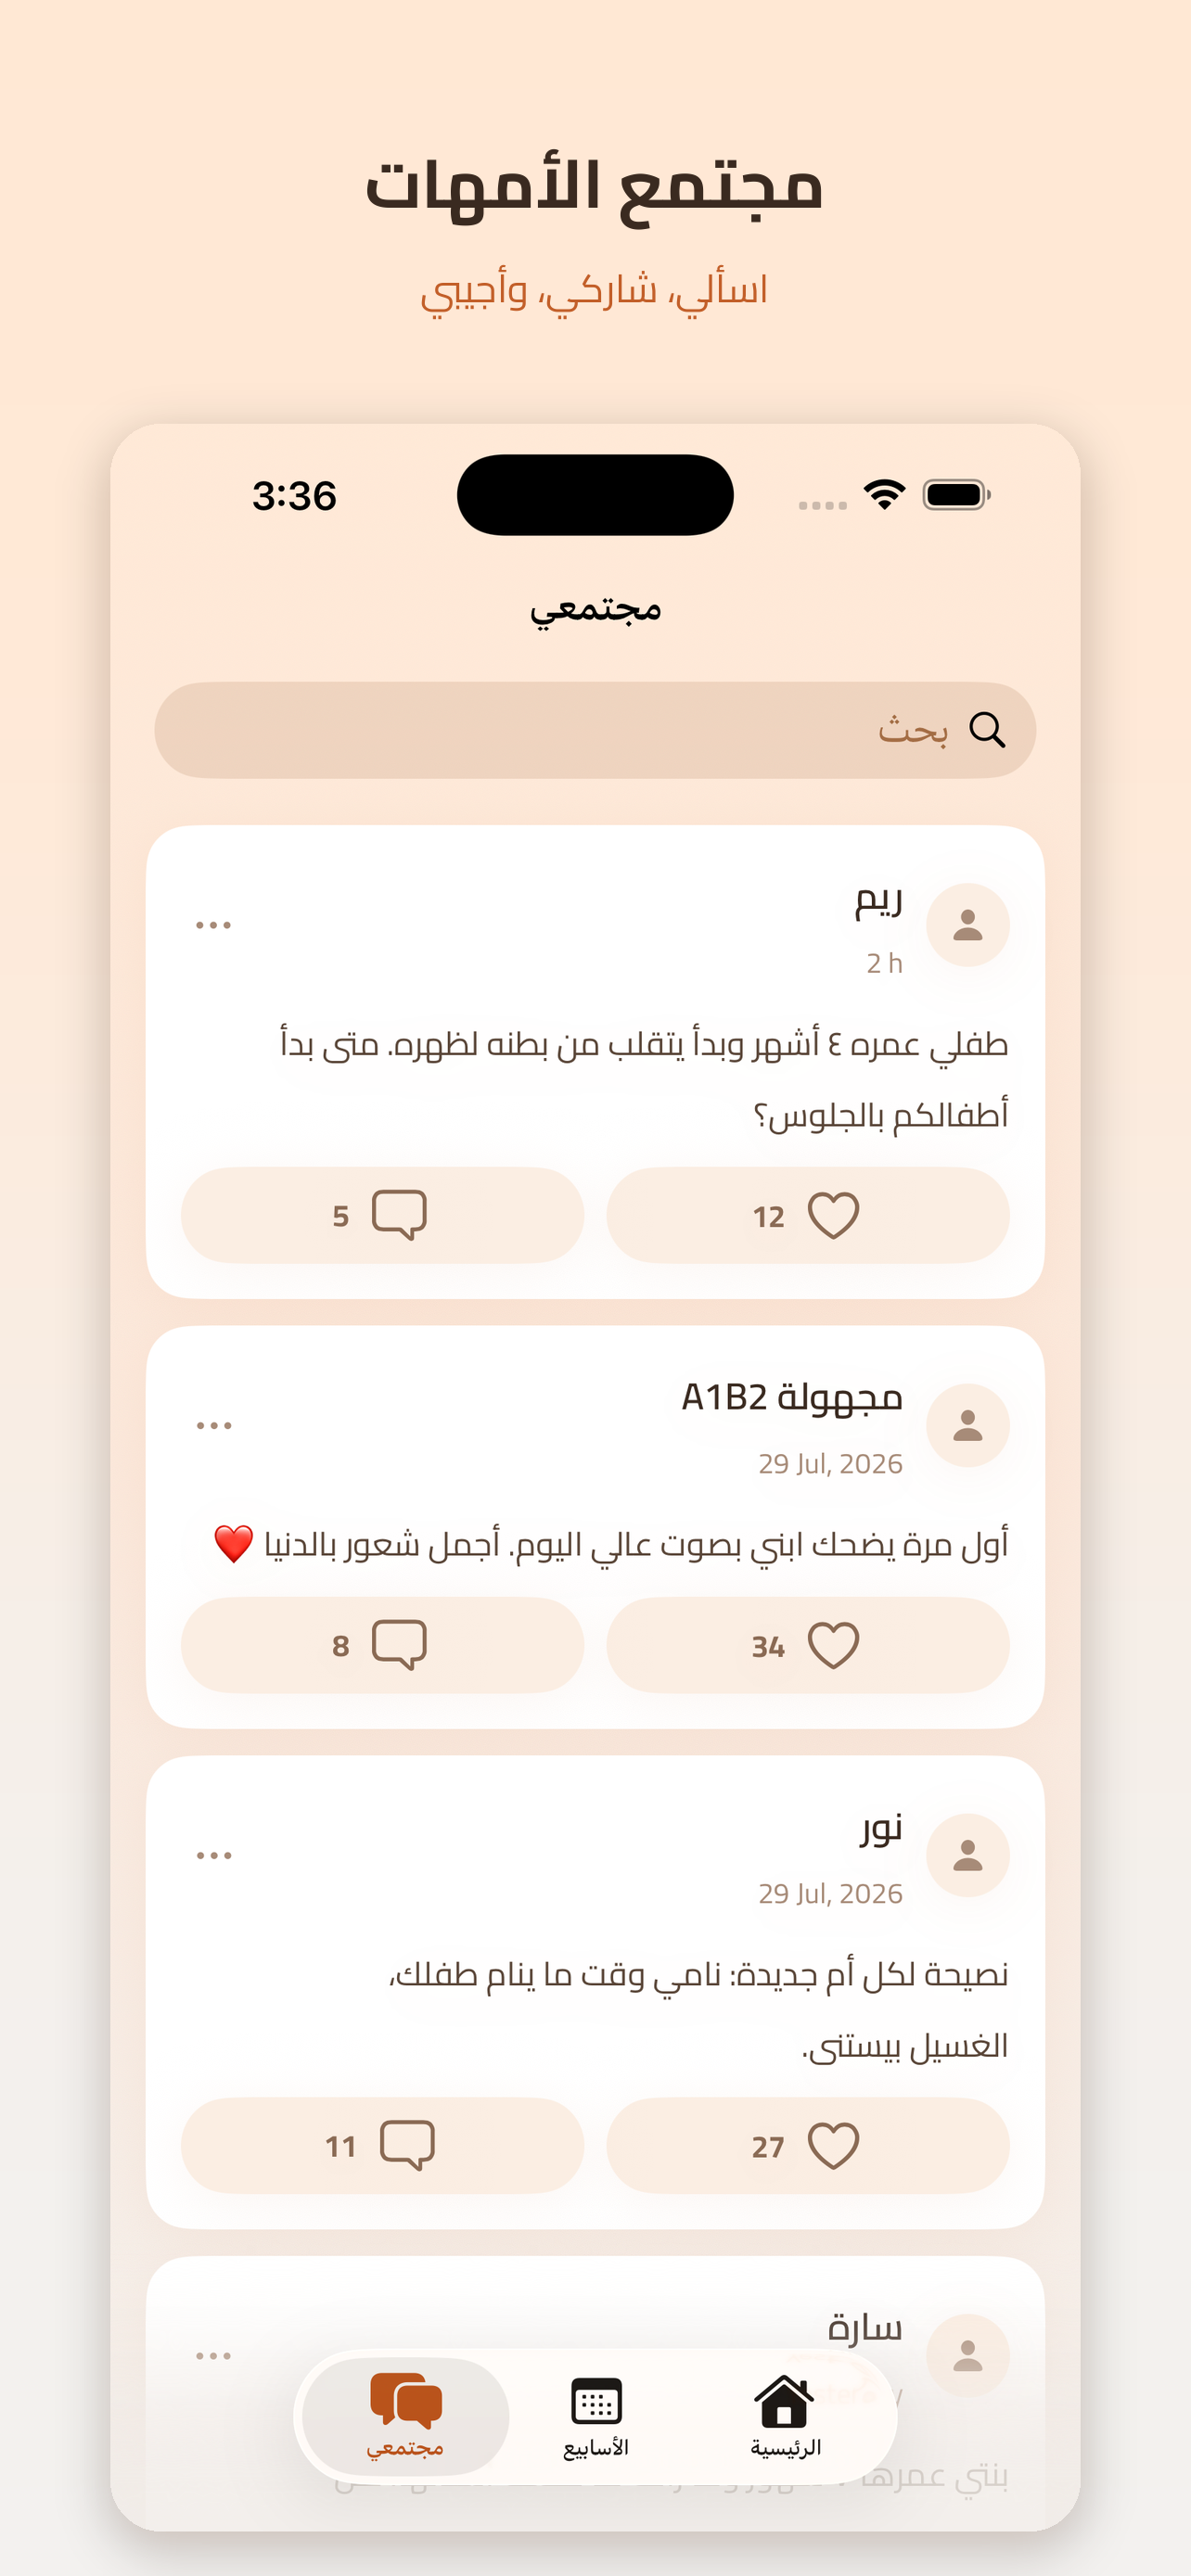 مجتمع الأمهات
اسألي، شاركي، وأجيبي
3:36
مجتمعي
بحث
ريم
2 h
طفلي عمره ٤ أشهر وبدأ يتقلب من بطنه لظهره. متى بدأ
أطفالكم بالجلوس؟
12 5
مجهولة A1B2
29 Jul, 2026
أول مرة يضحك ابني بصوت عالي اليوم. أجمل شعور بالدنيا ❤️
34 8
نور
29 Jul, 2026
نصيحة لكل أم جديدة: نامي وقت ما ينام طفلك،
الغسيل بيستنى.
27 11
سارة
بنتي عمرها
الرئيسية الأسابيع مجتمعي